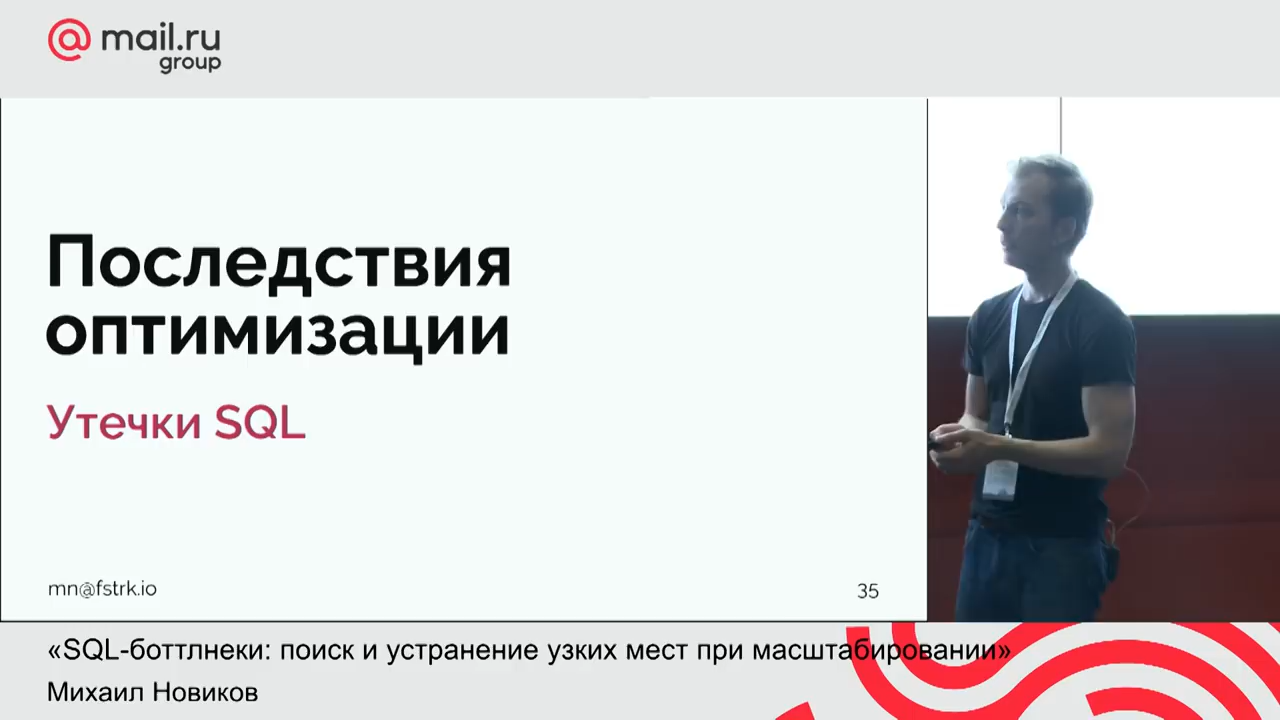 @mail.ru
group
Последствия
оптимизации
Утечки SQL
mn@fstrk.io
35
«SQL-боттлнеки: поиск и устранение узких мест при масштабировании»
Михаил Новиков